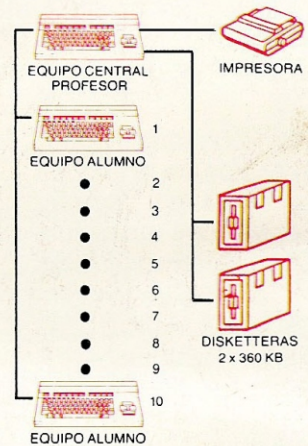 EQUIPO CENTRAL
PROFESOR
IMPRESORA
1
EQUIPO ALUMNO
2
3
4
5
6
7
8
9
DISKETTERAS
2 x 360 KB
10
EQUIPO ALUMNO